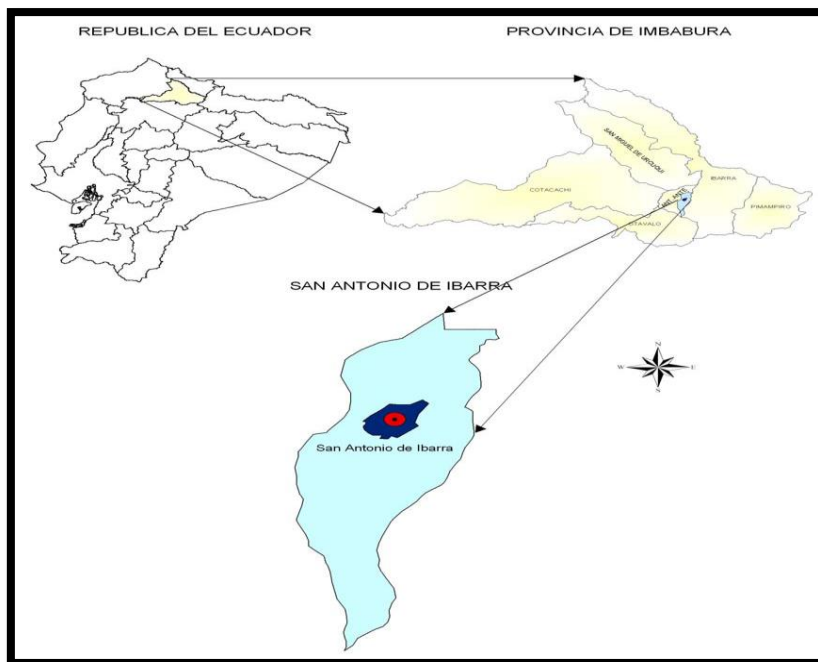 REPUBLICA DEL ECUADOR
PROVINCIA DE IMBABURA
SAN MIGUEL DE URCUQUI
COTACACHI
IBARRA
ANTE
PIMAMPIRO
OTAVALO
SAN ANTONIO DE IBARRA
N
W
E
S
San Antonio de Ibarra